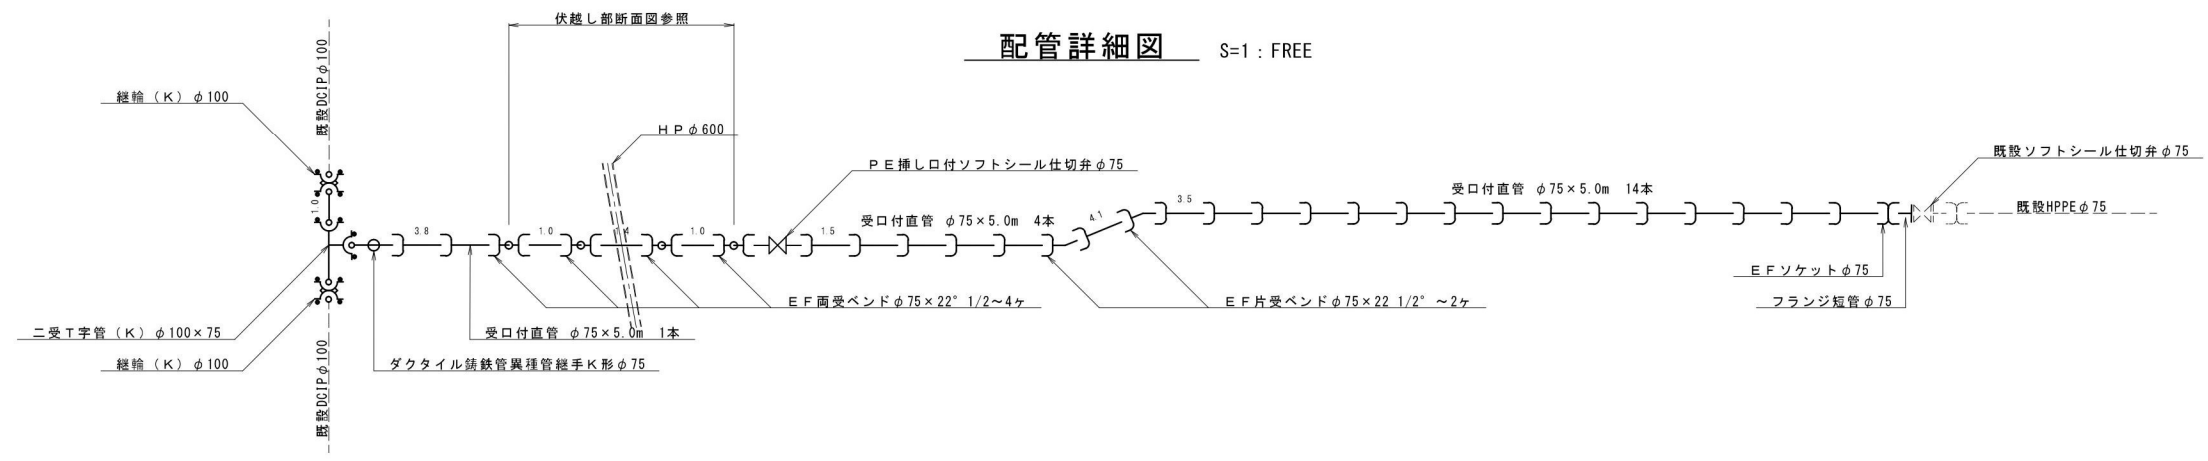 伏越し部断面図参照
配管詳細図 S=1：FREE
既設DCIPφ100
継輪（K）φ100
HPφ600
PE挿し口付ソフトシール仕切弁φ75
既設ソフトシール仕切弁φ75
受口付直管 φ75×5.0m 14本
3.5
1.0
既設HPPEφ75
4.1
受口付直管 φ75×5.0m 4本
3.8
1.0
1.4
1.0
1.5
EFソケットφ75
EF両受ベンドφ75×22°1/2～4ヶ
EF片受ベンドφ75×22 1/2°～2ヶ
フランジ短管φ75
二受T字管（K）φ100×75
受口付直管 φ75×5.0m 1本
継輪（K）φ100
ダクタイル鋳鉄管異種管継手K形φ75
既設DCIPφ100